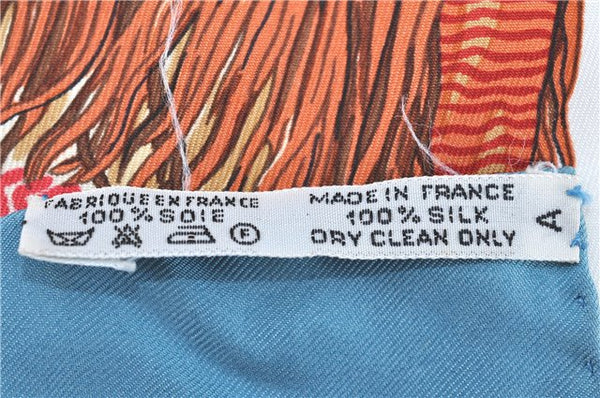 FABRIQUE EN FRANCE
100% SOIE
F
MADE IN FRANCE
100% SILK
DRY CLEAN ONLY
A